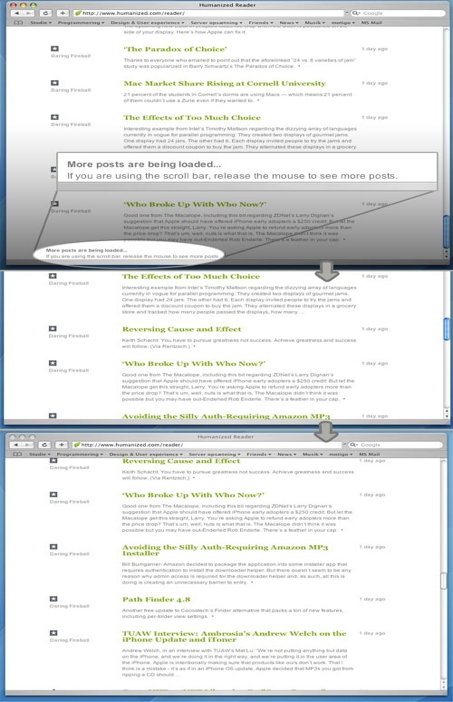 Humanized Reader
http://www.humanized.com/reader/
Google
Studie Programmering Design & User experience Server upcoming Friends News Musik motigo MS Mail
side of your display. Here's how Apple can fix it
'The Paradox of Choice'
1 day ago
Daring Fireball
Thanks to everyone who emailed to point out that the
study was popularized in Barry Schwartz's The Paradox of Choice.
Mac Market Share Rising at Cornell University
1 day ago
Daring Fireball
21 percent of the students in Cornell's dorms are using Macs — which means 21 percent
of them couldn't use a Zune even if they wanted to.
The Effects of Too Much Choice
1 day ago
Daring Fireball
Interesting example from Timothy Mattson regarding the dizzying array of languages
currently in vogue for parallel programming: They created two displays of gourmet jams.
One display had 24 jars. The other had 6. Each display invited people to try the jams and
offered them a discount coupon to buy the jam. They alternated these displays in a grocery
More posts are being loaded...
If you are using the scroll bar, release the mouse to see more posts.
'Who Broke Up With Who Now?'
1 day ago
Daring Fireball
Good one from The Macalope, including this bit regarding ZDNet's Larry Dignan's
suggestion that Apple should have offered iPhone early adopters a $250 credit: But let the
Macalope get this straight, Larry. You're asking Apple to refund early adopters more than
the price drop? That's um, well, nuts is what that is. The Macalope didn't think it was
possible but you may have out-Enderled Rob Enderle. There's a feather in your cap.
More posts are being loaded...
If you are using the scroll bar, release the mouse to see more posts.
The Effects of Too Much Choice
1 day ago
Daring Fireball
Interesting example from Timothy Mattson regarding the dizzying array of languages
currently in vogue for parallel programming: They created two displays of gourmet jams.
One display had 24 jars. The other had 6. Each display invited people to try the jams and
offered them a discount coupon to buy the jam. They alternated these displays in a grocery
store and tracked how many people passed the displays, how many people stopped
Reversing Cause and Effect
1 day ago
Daring Fireball
Keith Schacht: You have to pursue greatness not success. Achieve greatness and success
will follow. (Via Rentzsch.)
'Who Broke Up With Who Now?'
1 day ago
Daring Fireball
Good one from The Macalope, including this bit regarding ZDNet's Larry Dignan's
suggestion that Apple should have offered iPhone early adopters a $250 credit: But let the
Macalope get this straight, Larry. You're asking Apple to refund early adopters more than
the price drop? That's um, well, nuts is what that is. The Macalope didn't think it was
possible but you may have out-Enderled Rob Enderle. There's a feather in your cap.
Avoiding the Silly Auth-Requiring Amazon MP3
1 day ago
Humanized Reader
http://www.humanized.com/reader/
Google
Studie Programmering Design & User experience Server upcoming Friends News Musik motigo MS Mail
Reversing Cause and Effect
1 day ago
Daring Fireball
Keith Schacht: You have to pursue greatness not success. Achieve greatness and success
will follow. (Via Rentzsch.)
'Who Broke Up With Who Now?'
1 day ago
Daring Fireball
Good one from The Macalope, including this bit regarding ZDNet's Larry Dignan's
suggestion that Apple should have offered iPhone early adopters a $250 credit: But let the
Macalope get this straight, Larry. You're asking Apple to refund early adopters more than
the price drop? That's um, well, nuts is what that is. The Macalope didn't think it was
possible but you may have out-Enderled Rob Enderle. There's a feather in your cap.
Avoiding the Silly Auth-Requiring Amazon MP3
Installer
1 day ago
Daring Fireball
Bill Bumgarner: Amazon decided to package the application into some installer app that
requires authentication to install the downloader helper. But there doesn't seem to be any
reason why admin access is required for the downloader helper and, as such, all this is
doing is creating an unnecessary barrier to entry.
Path Finder 4.8
1 day ago
Daring Fireball
Another free update to Cocoatech's Finder alternative that packs a ton of new features,
including per-folder view settings.
TUAW Interview: Ambrosia's Andrew Welch on the
iPhone Update and iToner
1 day ago
Daring Fireball
Andrew Welch, in an interview with TUAW's Mat Lu: 'We're not putting anything but
data on the iPhone, and we're doing it in the right way, and we're putting it in the user area of
the iPhone. Apple is intentionally making sure that products like ours don't work. That I
think is a mistake - it's as if in an iPhone OS update, Apple decided that MP3s you got from
ripping a CD should ...